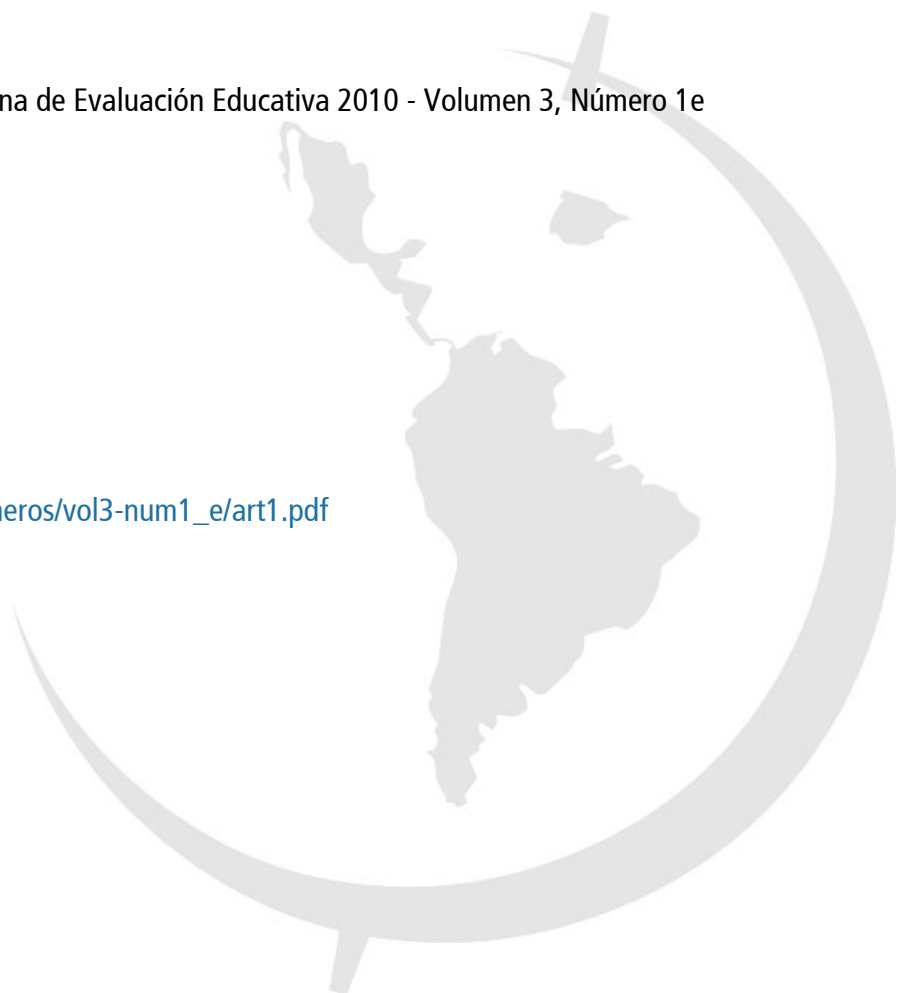 na de Evaluación Educativa 2010 - Volumen 3, Número 1e
neros/vol3-num1_e/art1.pdf